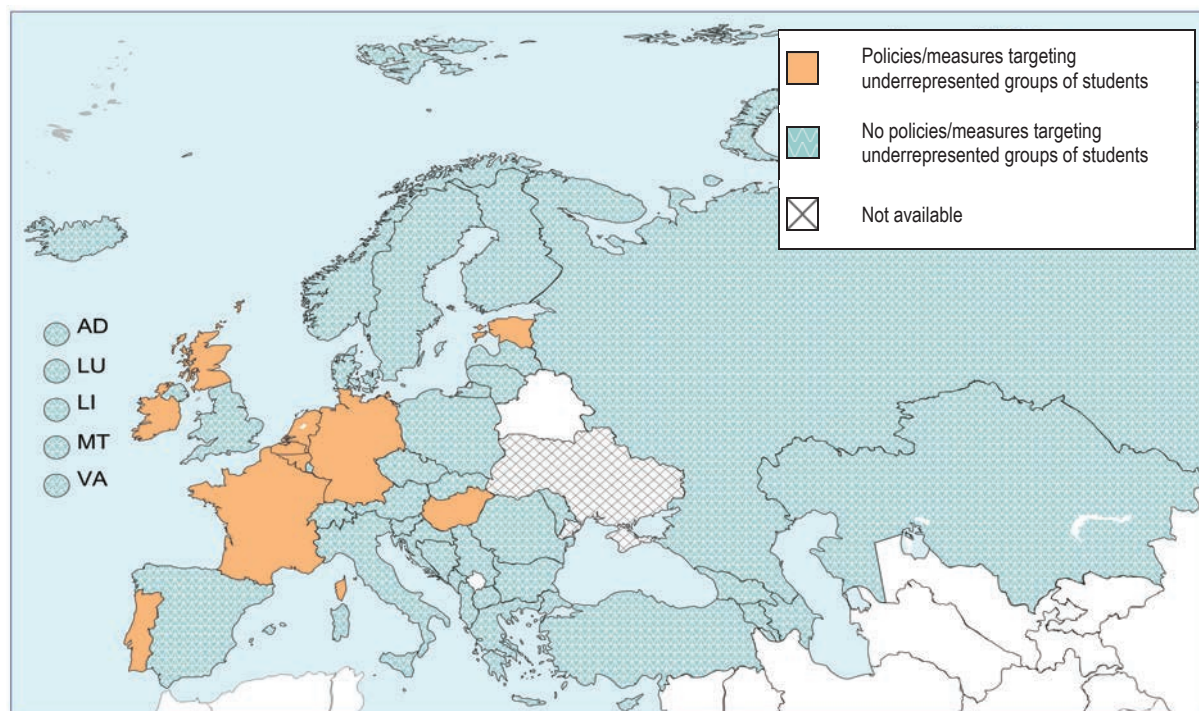 Policies/measures targeting
underrepresented groups of students
No policies/measures targeting
underrepresented groups of students
Not available
AD
LU
LI
MT
VA